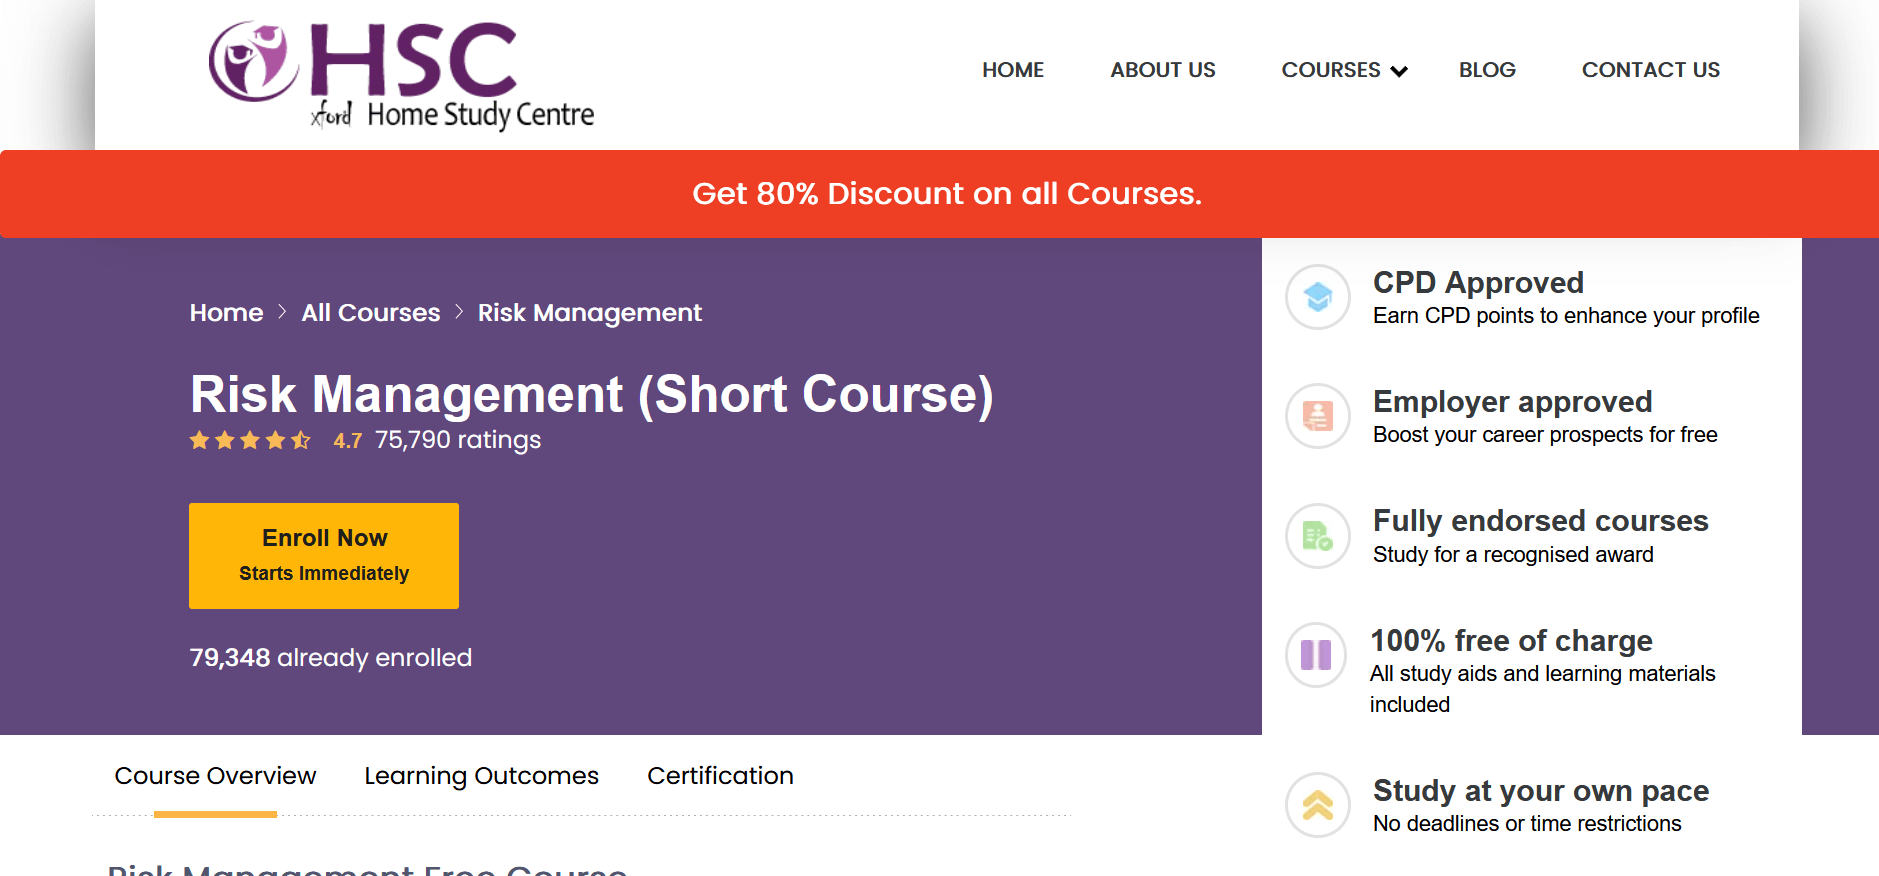 HSC
xford Home Study Centre
HOME
ABOUT US
COURSES
BLOG
CONTACT US
Get 80% Discount on all Courses.
Home > All Courses > Risk Management
Risk Management (Short Course)
4.7 75,790 ratings
Enroll Now
Starts Immediately
79,348 already enrolled
CPD Approved
Earn CPD points to enhance your profile
Employer approved
Boost your career prospects for free
Fully endorsed courses
Study for a recognised award
100% free of charge
All study aids and learning materials
included
Study at your own pace
No deadlines or time restrictions
Course Overview
Learning Outcomes
Certification
Risk Management Free Course